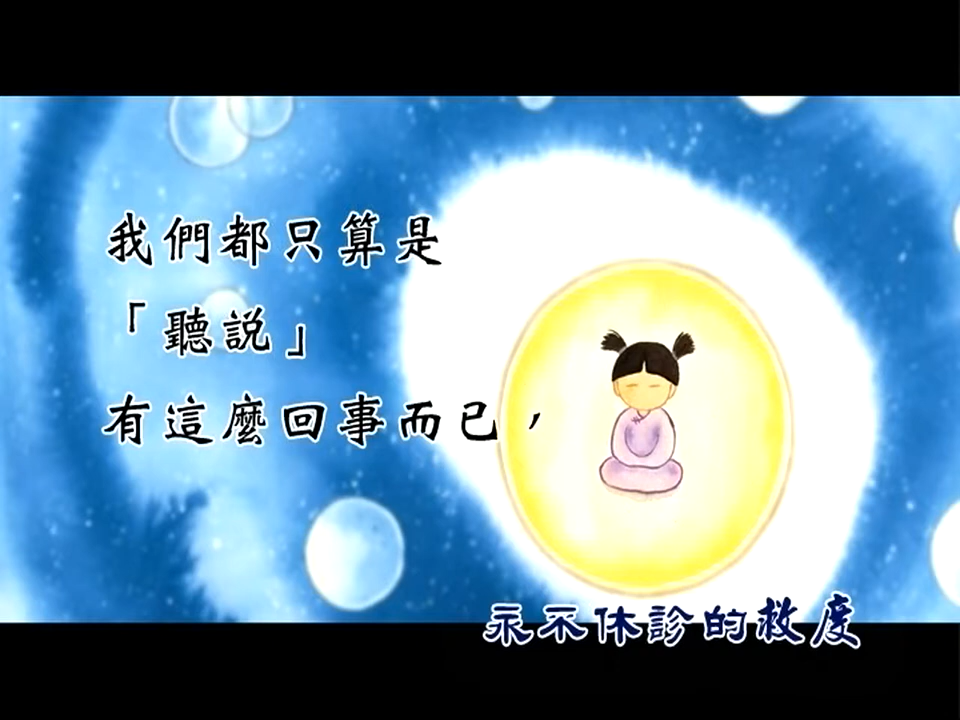 我們都只算是
「聽說」
有這麼回事而已，
永不休診的救度